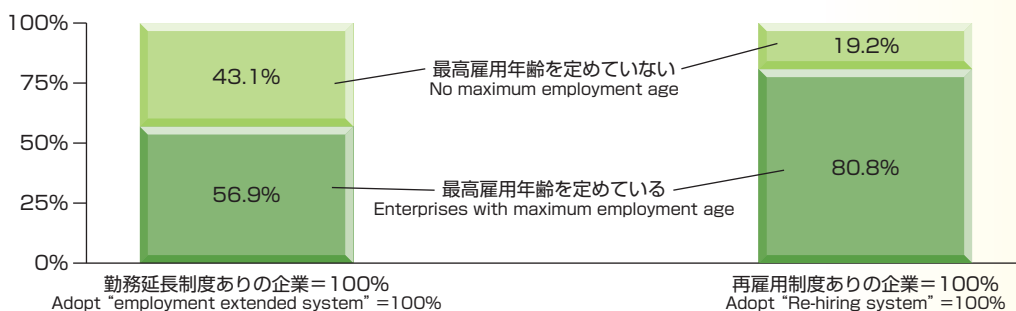 100%
75%
50%
25%
0%
43.1%
56.9%
最高雇用年齢を定めていない
No maximum employment age
最高雇用年齢を定めている
Enterprises with maximum employment age
19.2%
80.8%
勤務延長制度ありの企業＝100%
Adopt “employment extended system” =100%
再雇用制度ありの企業＝100%
Adopt “Re-hiring system” =100%